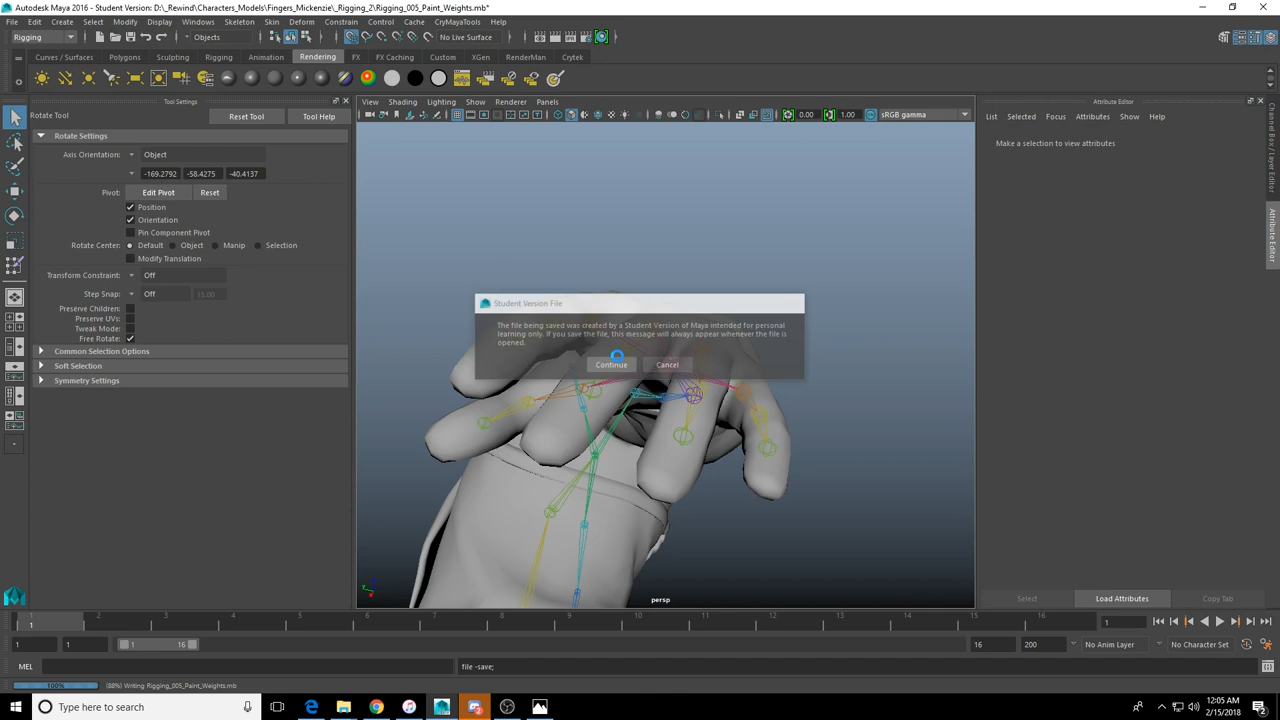 Autodesk Maya 2016 - Student Version: D:\_Rewind\Characters_Models\Fingers_Mickenzie\_Rigging_2\Rigging_005_Paint_Weights.mb*
File Edit Create Select Modify Display Windows Skeleton Skin Deform Constrain Control Cache CryMayaTools Help
Rigging Objects No Live Surface
Curves / Surfaces Polygons Sculpting Rigging Animation Rendering FX FX Caching Custom XGen RenderMan Crytek
Tool Settings
Rotate Tool Reset Tool Tool Help
Rotate Settings
Axis Orientation: Object
-169.2792 -58.4275 -40.4137
Pivot: Edit Pivot Reset
Position
Orientation
Pin Component Pivot
Rotate Center: Default Object Manip Selection
Modify Translation
Transform Constraint: Off
Step Snap: Off 15.00
Preserve Children:
Preserve UVs:
Tweak Mode:
Free Rotate:
Common Selection Options
Soft Selection
Symmetry Settings
View Shading Lighting Show Renderer Panels
0.00 1.00 sRGB gamma
Student Version File
The file being saved was created by a Student Version of Maya intended for personal
learning only. If you save the file, this message will always appear whenever the file is
opened.
Continue Cancel
persp
Attribute Editor
List Selected Focus Attributes Show Help
Make a selection to view attributes
Channel Box / Layer Editor
Attribute Editor
Select Load Attributes Copy Tab
1 2 3 4 5 6 7 8 9 10 11 12 13 14 15 16
1 1
1 1 1 16 16 200 No Anim Layer No Character Set
MEL file -save;
100% (88%) Writing Rigging_005_Paint_Weights.mb
Type here to search
12:05 AM
2/15/2018
2